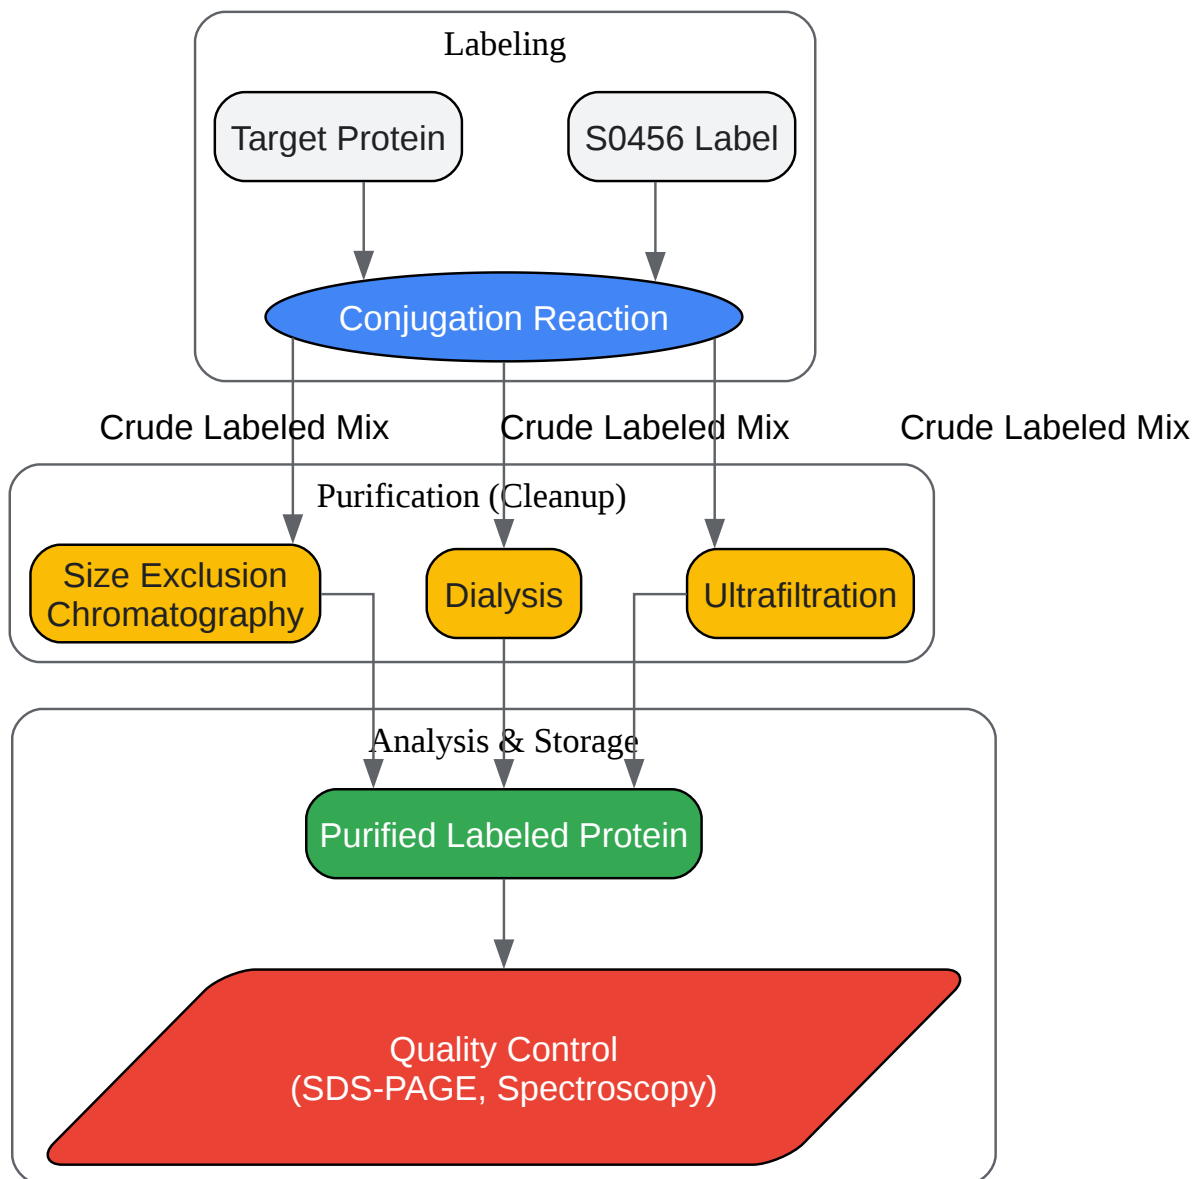 Labeling
Target Protein
S0456 Label
Conjugation Reaction
Crude Labeled Mix
Crude Labeled Mix
Crude Labeled Mix
Purification (Cleanup)
Size Exclusion
Chromatography
Dialysis
Ultrafiltration
Analysis & Storage
Purified Labeled Protein
Quality Control
(SDS-PAGE, Spectroscopy)